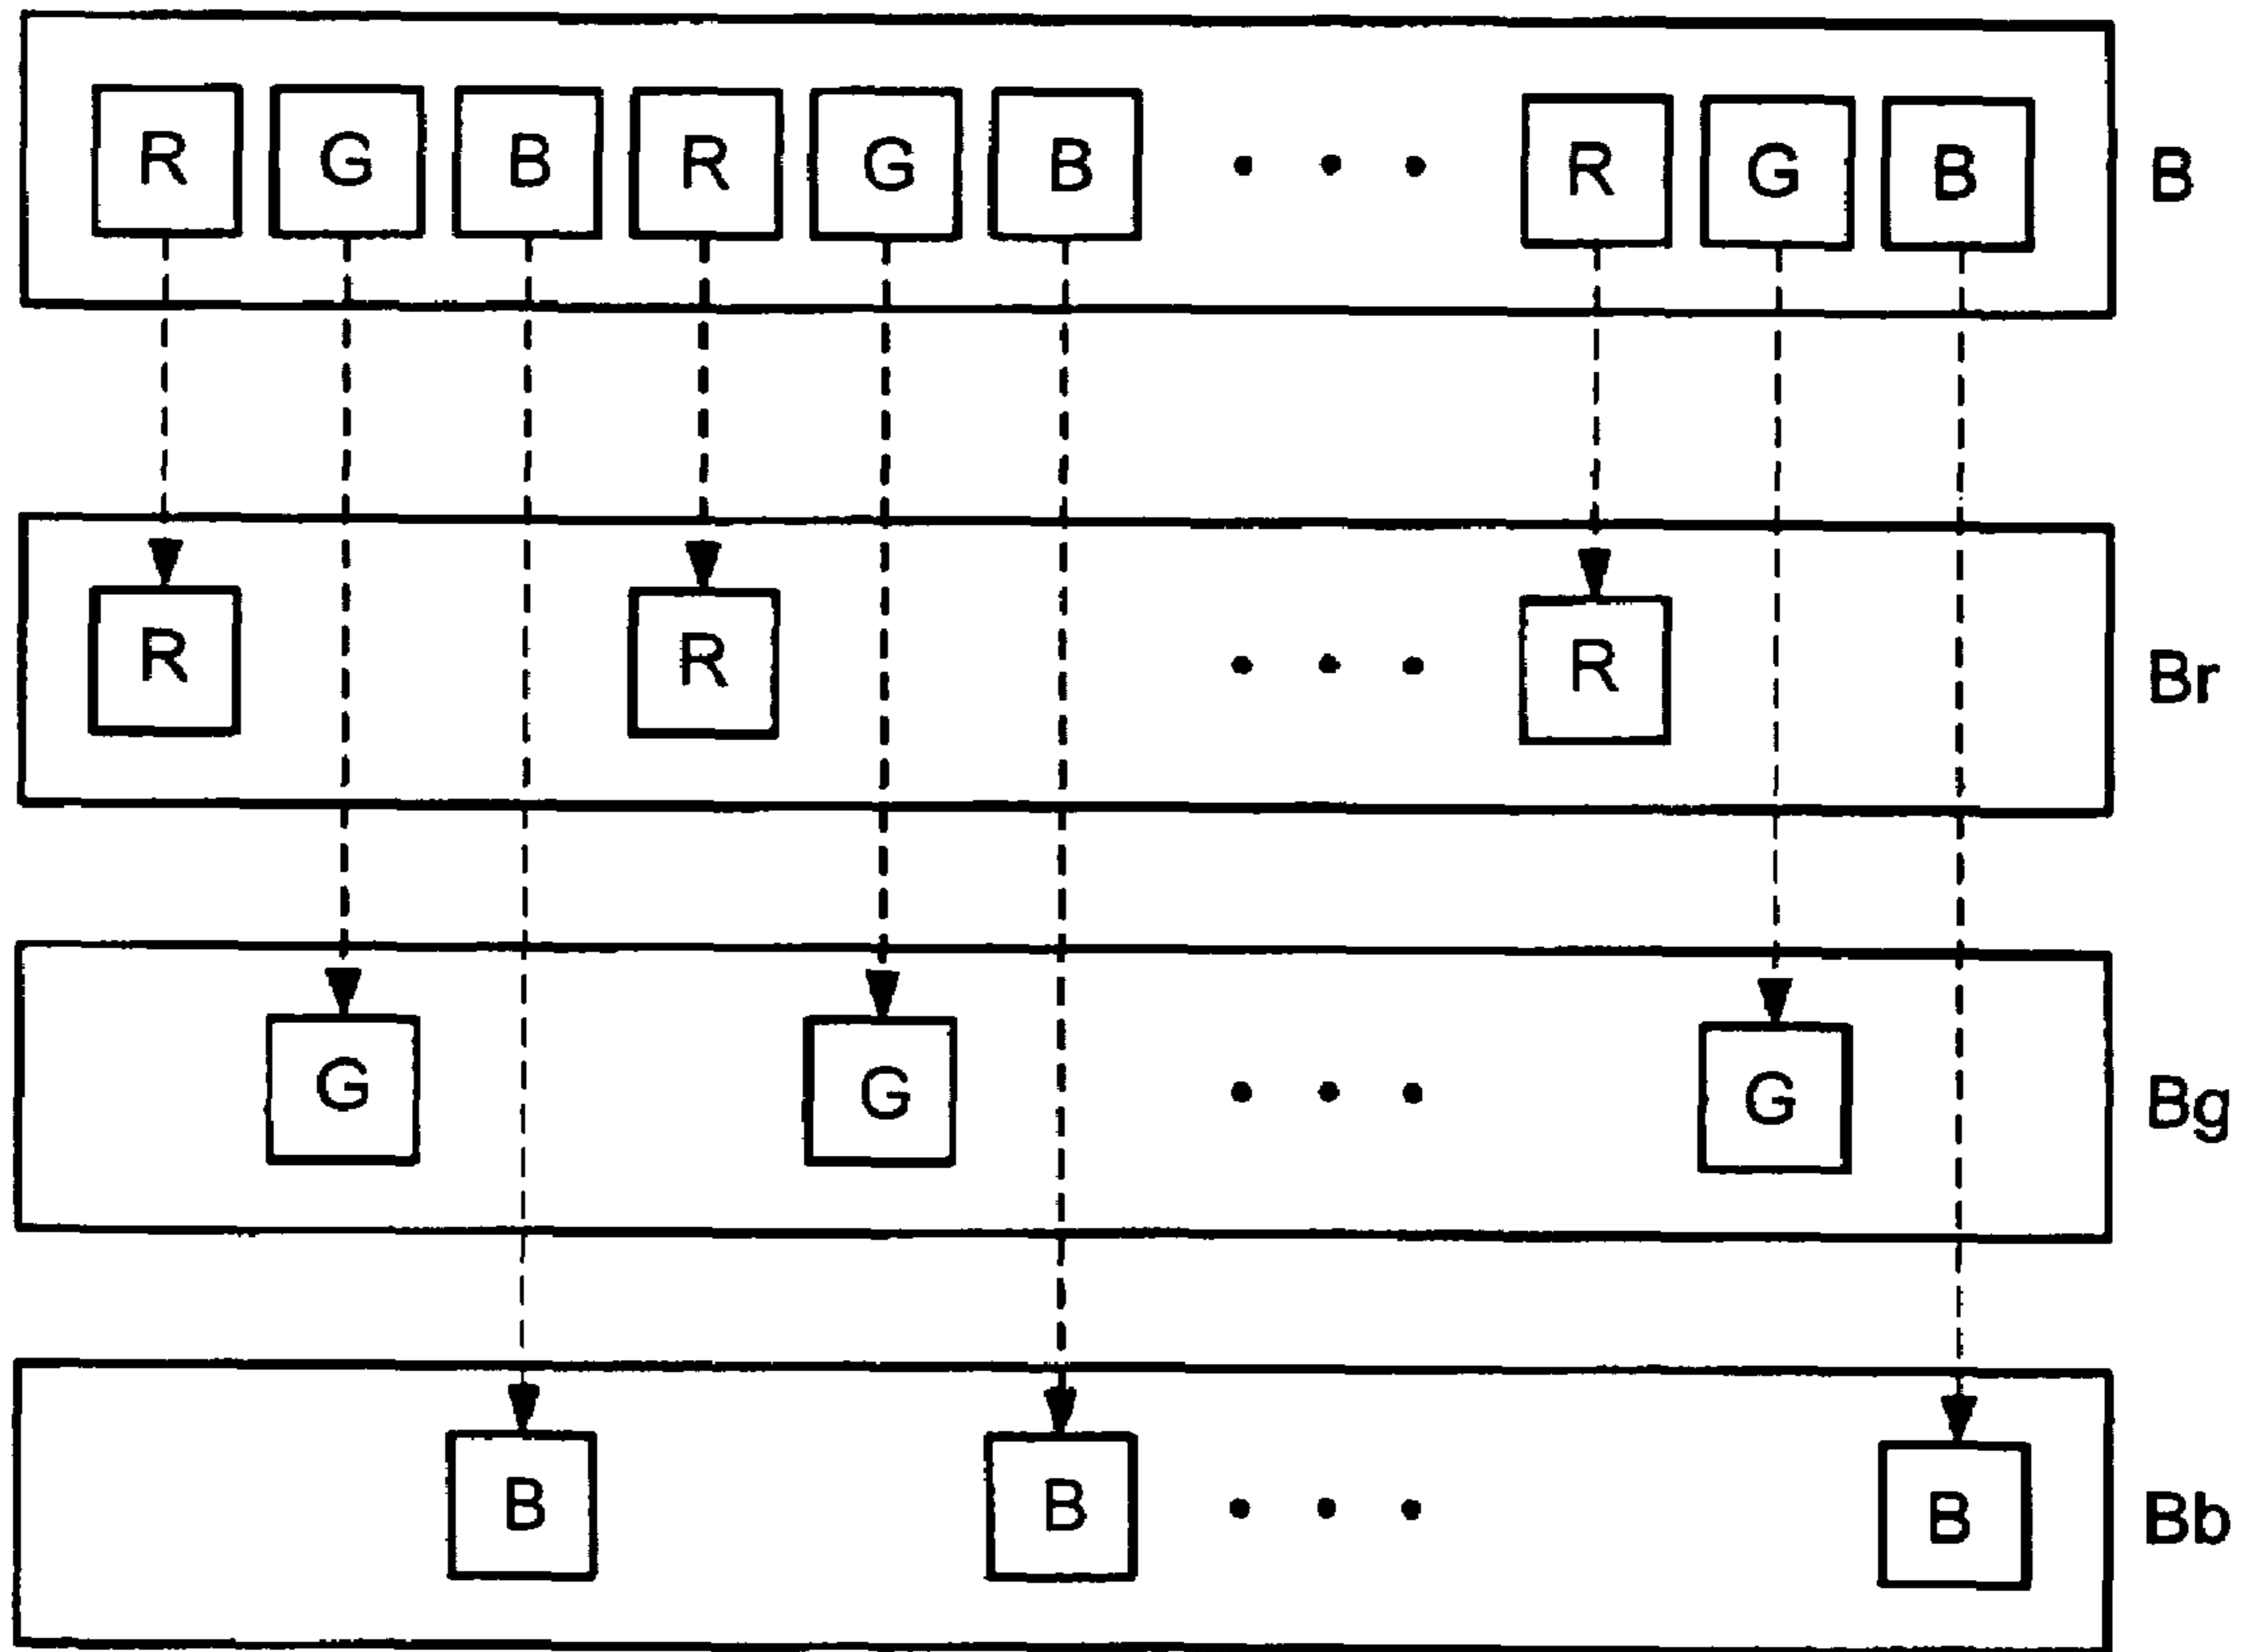 R G B R G B • • • R G B B
R R • • • R Br
G G • • • G Bg
B B • • • B Bb